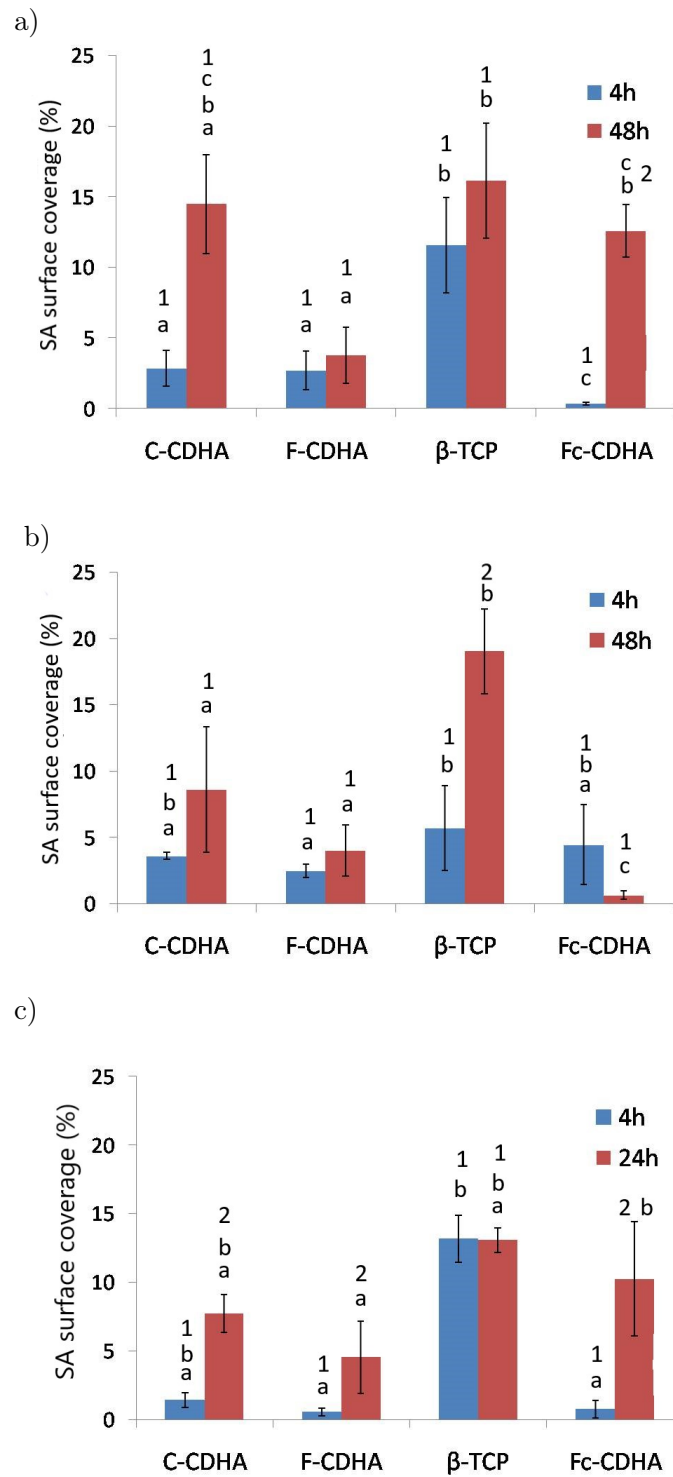 a)
SA surface coverage (%)
25
20
15
10
5
0
1
a
1
c
b
a
1
a
1
a
1
b
1
b
1
c
c
b 2
4h
48h
C-CDHA F-CDHA β-TCP Fc-CDHA
b)
SA surface coverage (%)
25
20
15
10
5
0
1
b
a
1
a
1
a
1
a
1
b
2
b
1
b
a
1
c
4h
48h
C-CDHA F-CDHA β-TCP Fc-CDHA
c)
SA surface coverage (%)
25
20
15
10
5
0
1
b
a
2
b
a
1
a
2
a
1
b
1
b
a
1
a
2 b
4h
24h
C-CDHA F-CDHA β-TCP Fc-CDHA